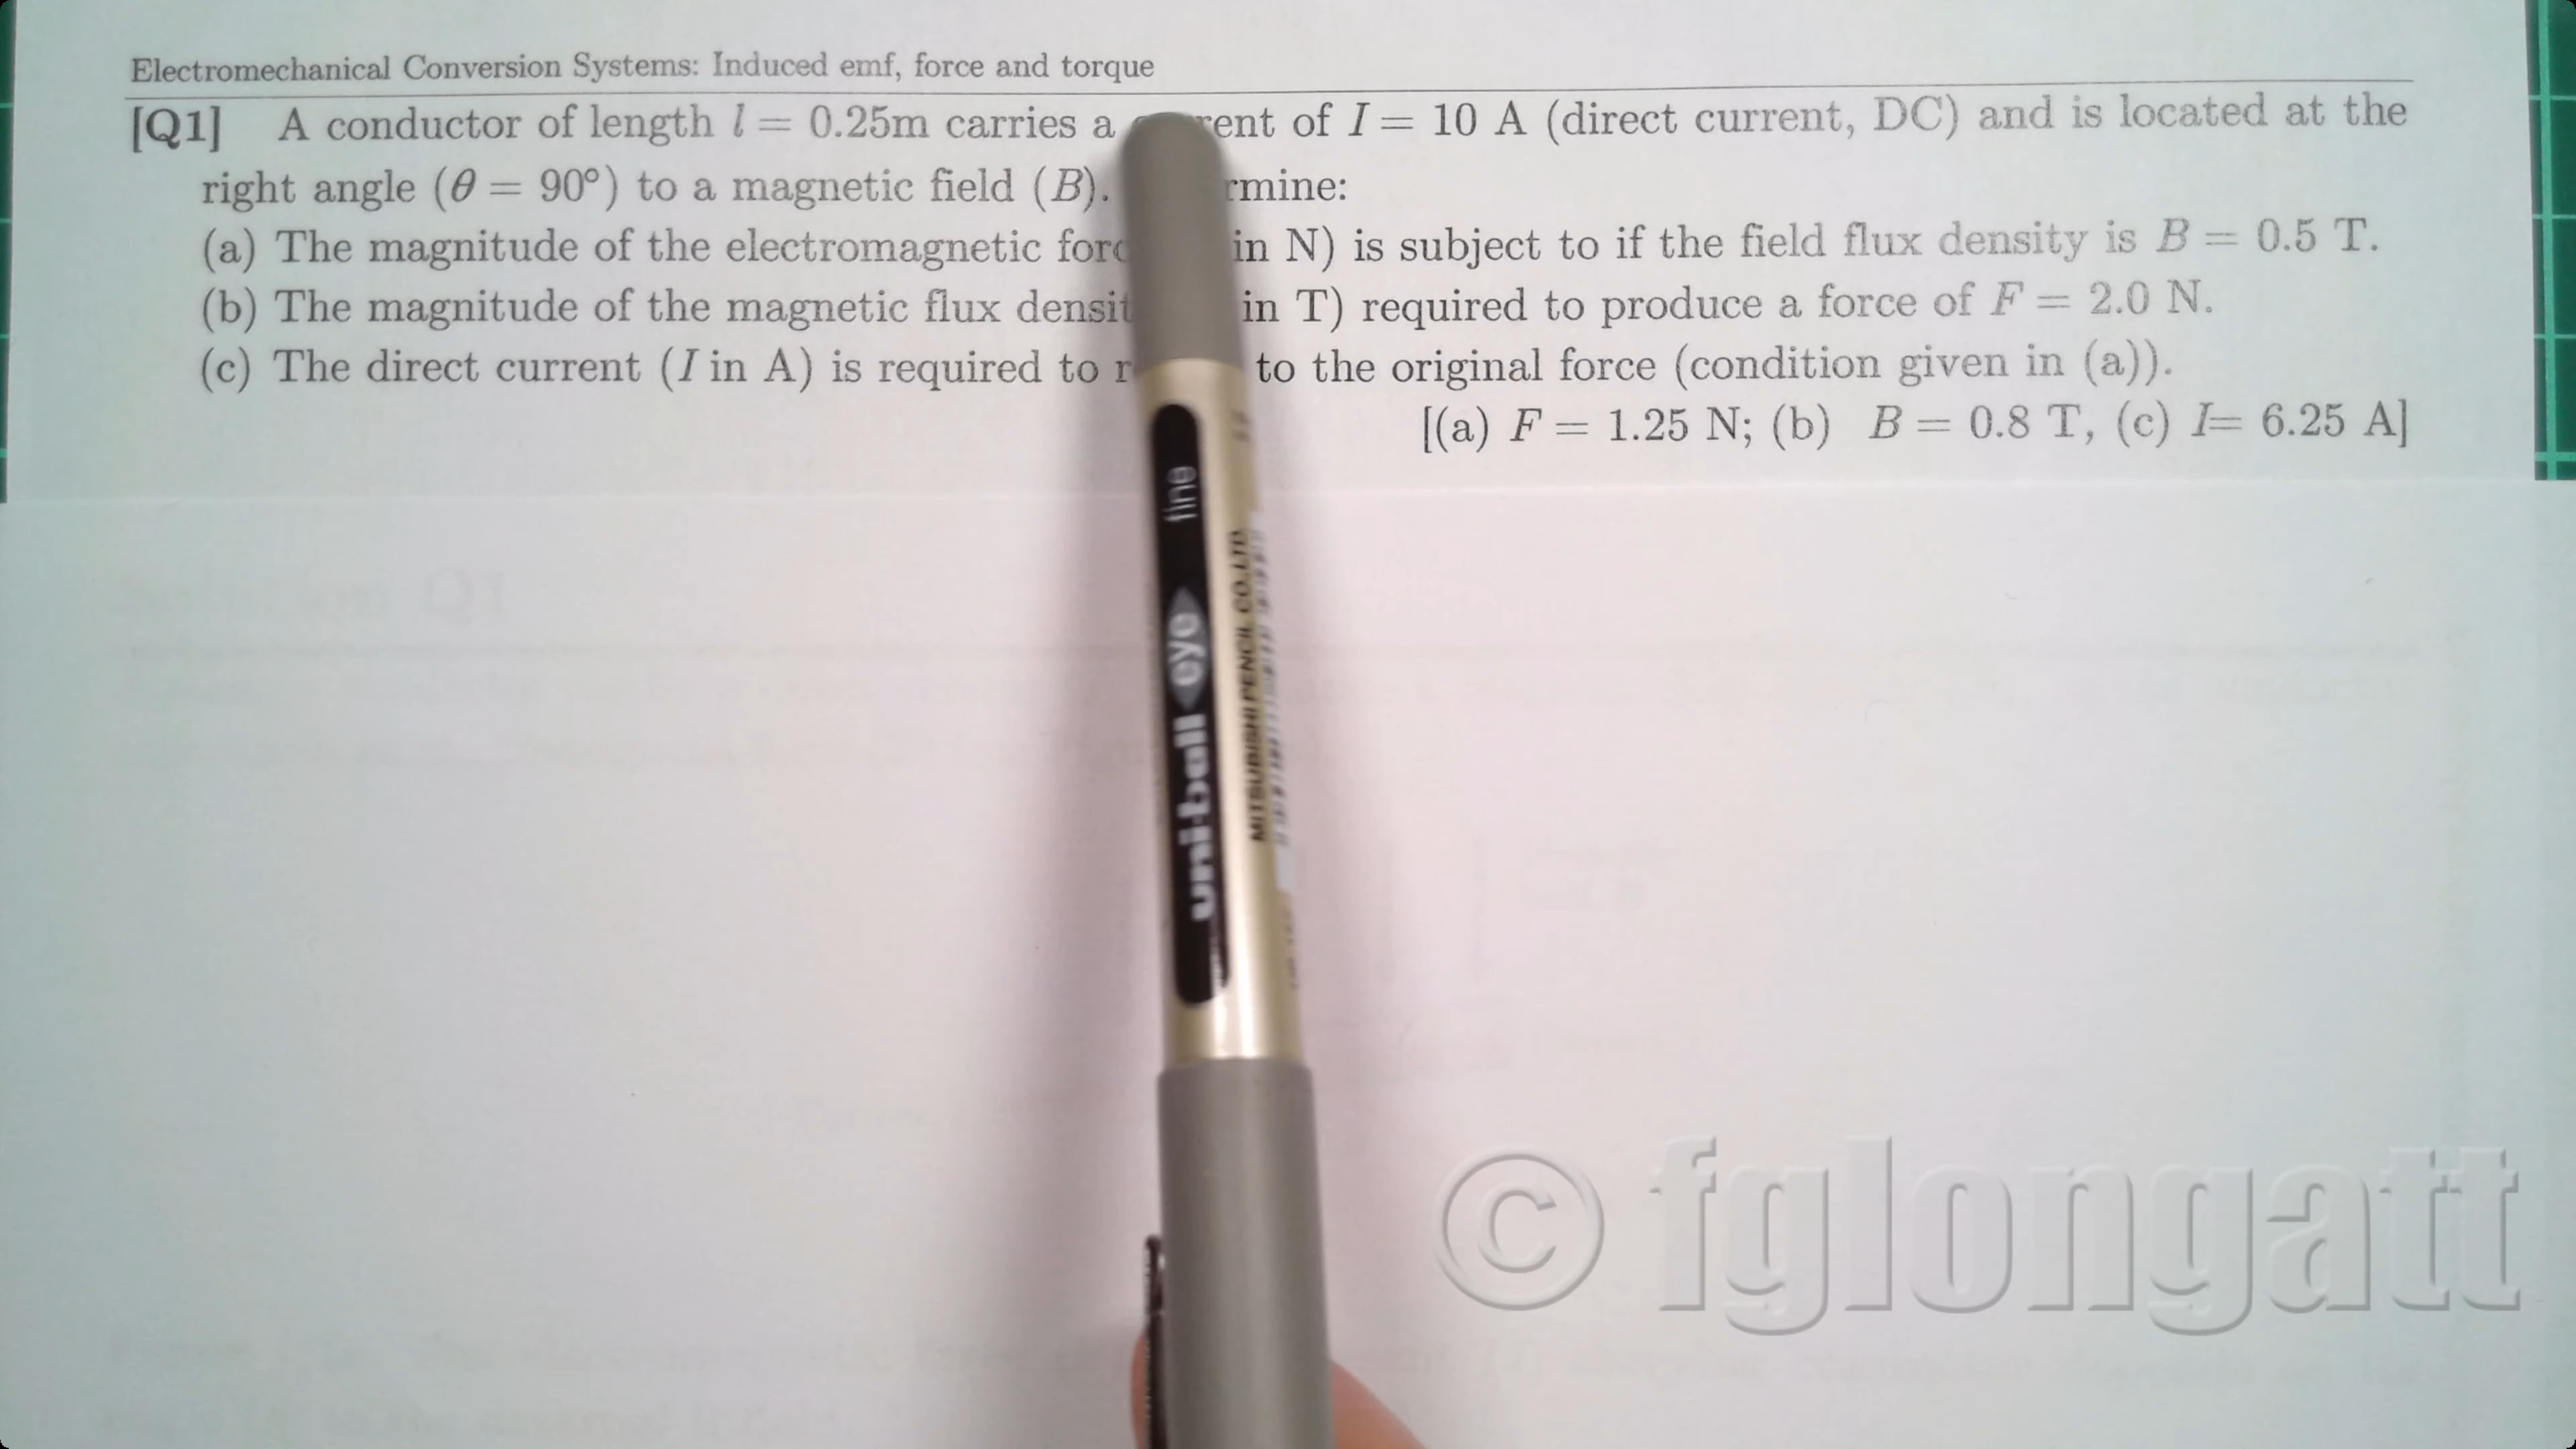 Electromechanical Conversion Systems: Induced emf, force and torque
[Q1] A conductor of length l = 0.25m carries a rent of I = 10 A (direct current, DC) and is located at the
right angle (θ = 90°) to a magnetic field (B). rmine:
(a) The magnitude of the electromagnetic forc in N) is subject to if the field flux density is B = 0.5 T.
(b) The magnitude of the magnetic flux densit in T) required to produce a force of F = 2.0 N.
(c) The direct current (I in A) is required to r to the original force (condition given in (a)).
[(a) F = 1.25 N; (b) B = 0.8 T, (c) I= 6.25 A]
uni-ball eye fine
MITSUBISHI PENCIL CO.LTD
© fglongatt